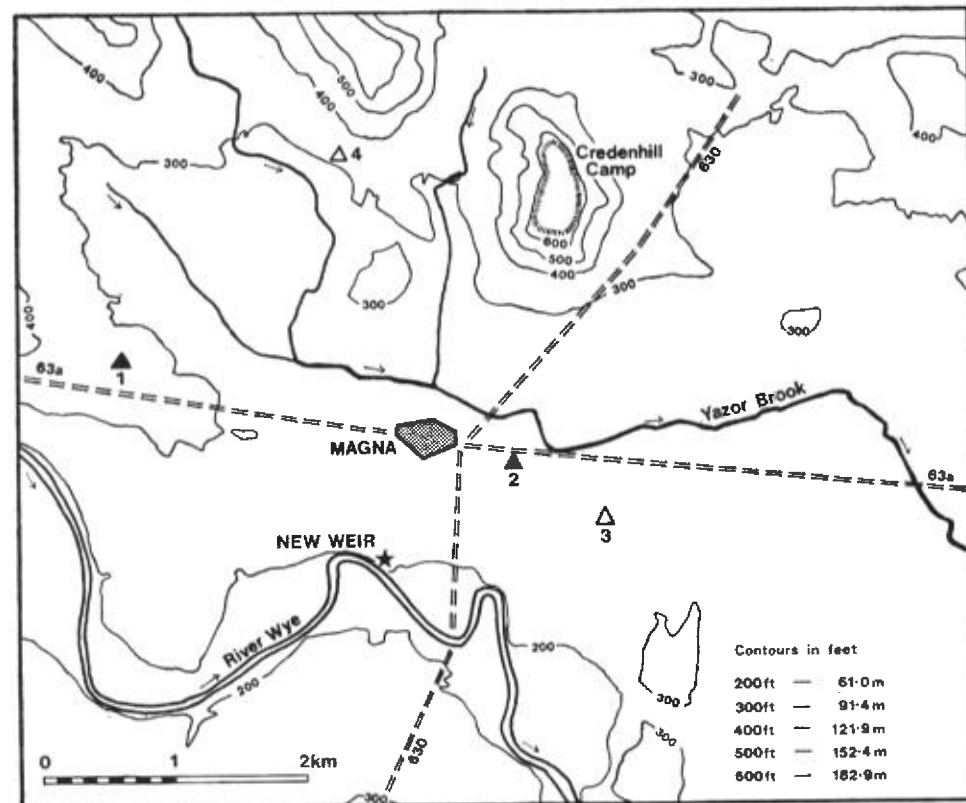 400
500
400
300
400
300
4
Credenhill
Camp
630
300
600
500
400
300
300
300
400
63a
1
MAGNA
2
Yazor Brook
63a
3
NEW WEIR
River Wye
200
200
300
300
630
300
0 1 2km
Contours in feet
200ft — 61·0m
300ft — 91·4m
400ft — 121·9m
500ft — 152·4m
600ft — 182·9m